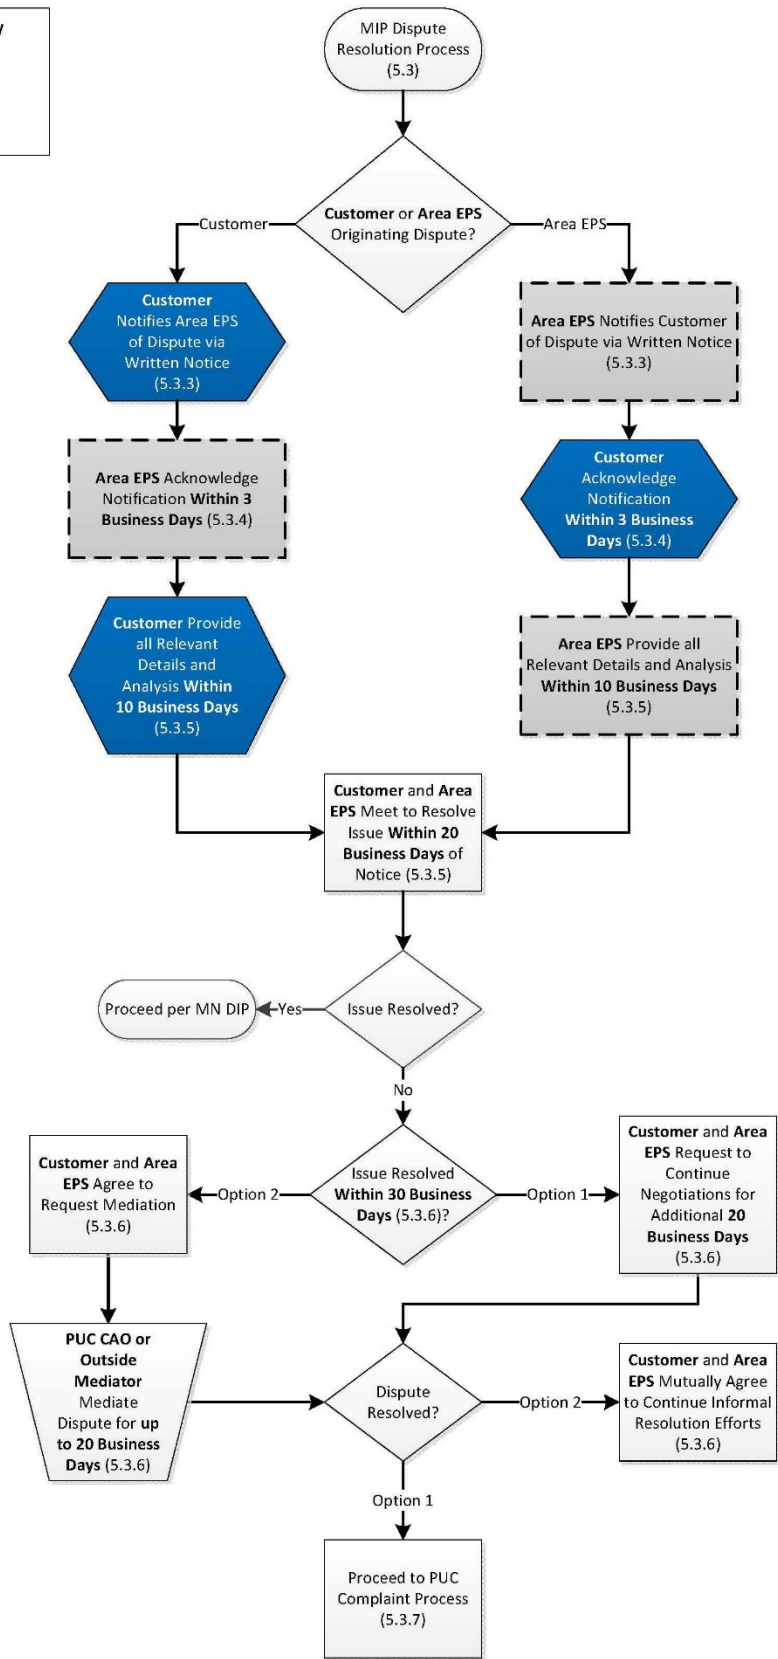 MIP Dispute
Resolution Process
(5.3)
Customer or Area EPS
Originating Dispute?
Customer
Area EPS
Customer
Notifies Area EPS
of Dispute via
Written Notice
(5.3.3)
Area EPS Notifies Customer
of Dispute via Written Notice
(5.3.3)
Area EPS Acknowledge
Notification Within 3
Business Days (5.3.4)
Customer
Acknowledge
Notification
Within 3 Business
Days (5.3.4)
Customer Provide
all Relevant
Details and
Analysis Within
10 Business Days
(5.3.5)
Area EPS Provide all
Relevant Details and Analysis
Within 10 Business Days
(5.3.5)
Customer and Area
EPS Meet to Resolve
Issue Within 20
Business Days of
Notice (5.3.5)
Issue Resolved?
Yes
Proceed per MN DIP
No
Issue Resolved
Within 30 Business
Days (5.3.6)?
Option 2
Customer and Area
EPS Agree to
Request Mediation
(5.3.6)
Option 1
Customer and Area
EPS Request to
Continue
Negotiations for
Additional 20
Business Days
(5.3.6)
PUC CAO or
Outside
Mediator
Mediate
Dispute for up
to 20 Business
Days (5.3.6)
Dispute
Resolved?
Option 2
Customer and Area
EPS Mutually Agree
to Continue Informal
Resolution Efforts
(5.3.6)
Option 1
Proceed to PUC
Complaint Process
(5.3.7)